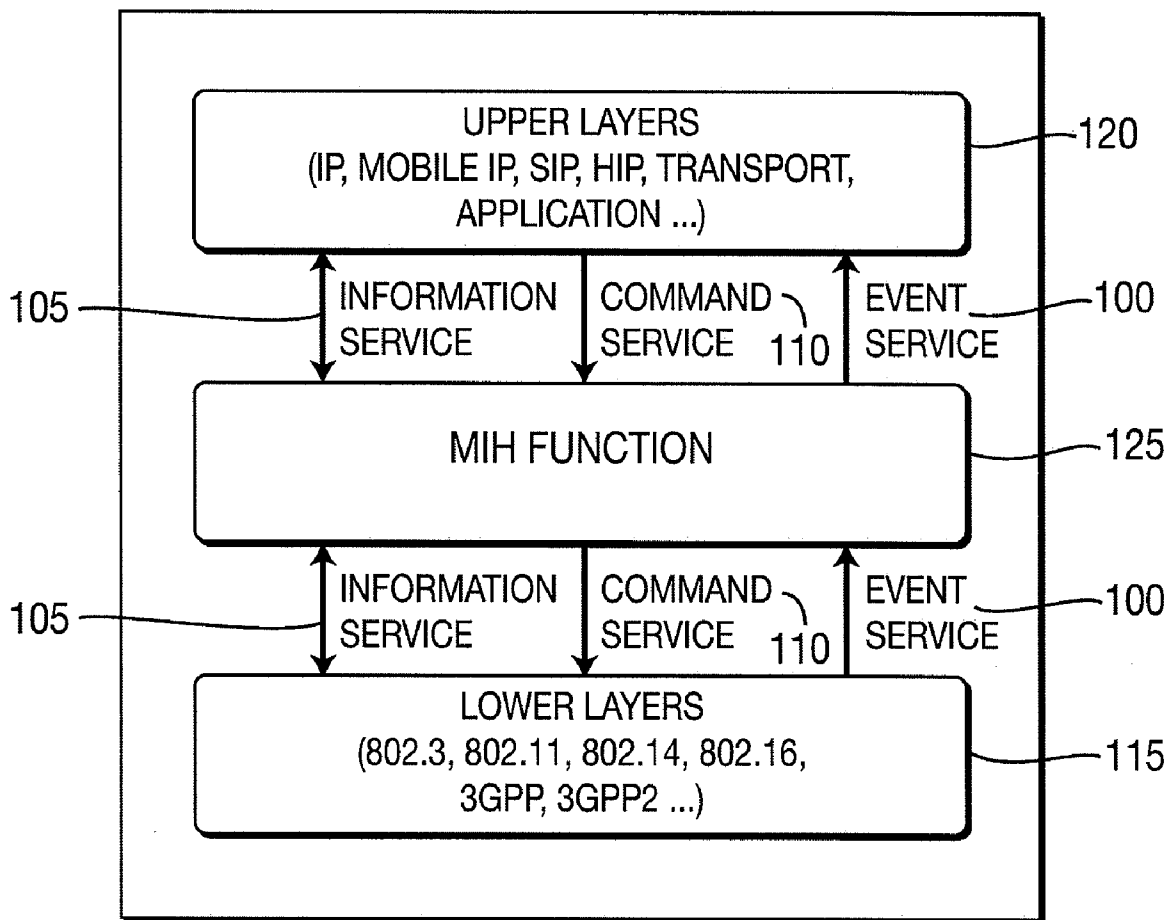 UPPER LAYERS
(IP, MOBILE IP, SIP, HIP, TRANSPORT,
APPLICATION ...)
120
105
INFORMATION
SERVICE
COMMAND
SERVICE
110
EVENT
SERVICE
100
MIH FUNCTION
125
105
INFORMATION
SERVICE
COMMAND
SERVICE
110
EVENT
SERVICE
100
LOWER LAYERS
(802.3, 802.11, 802.14, 802.16,
3GPP, 3GPP2 ...)
115